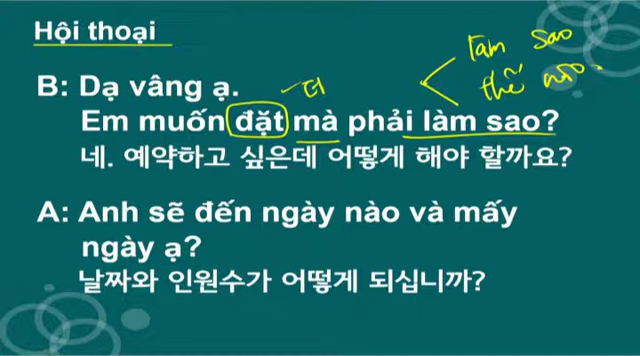 Hội thoại
làm sao
thế nào
B: Dạ vâng ạ.
Em muốn đặt mà phải làm sao?
네. 예약하고 싶은데 어떻게 해야 할까요?
A: Anh sẽ đến ngày nào và mấy
ngày ạ?
날짜와 인원수가 어떻게 되십니까?